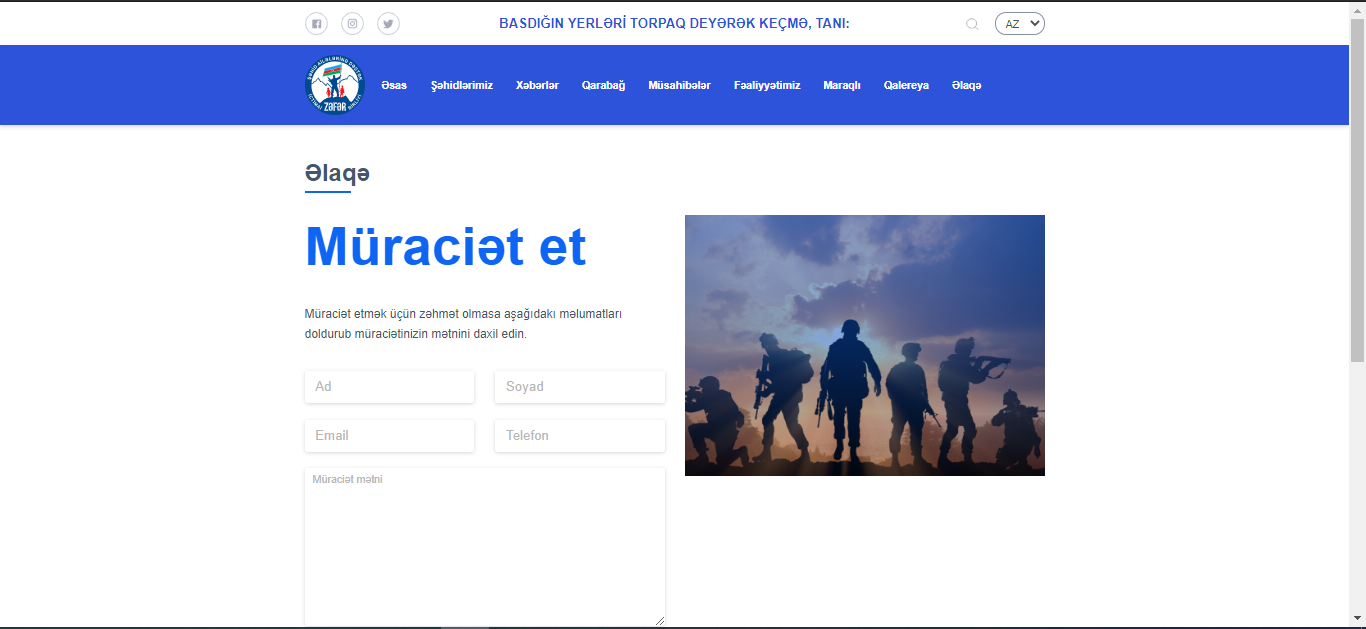 BASDIĞIN YERLƏRİ TORPAQ DEYƏRƏK KEÇMƏ, TANI:
AZ
ZƏFƏR
Əsas Şəhidlərimiz Xəbərlər Qarabağ Müsahibələr Fəaliyyətimiz Maraqlı Qalereya Əlaqə
Əlaqə
Müraciət et
Müraciət etmək üçün zəhmət olmasa aşağıdakı məlumatları
doldurub müraciətinizin mətnini daxil edin.
Ad Soyad
Email Telefon
Müraciət mətni